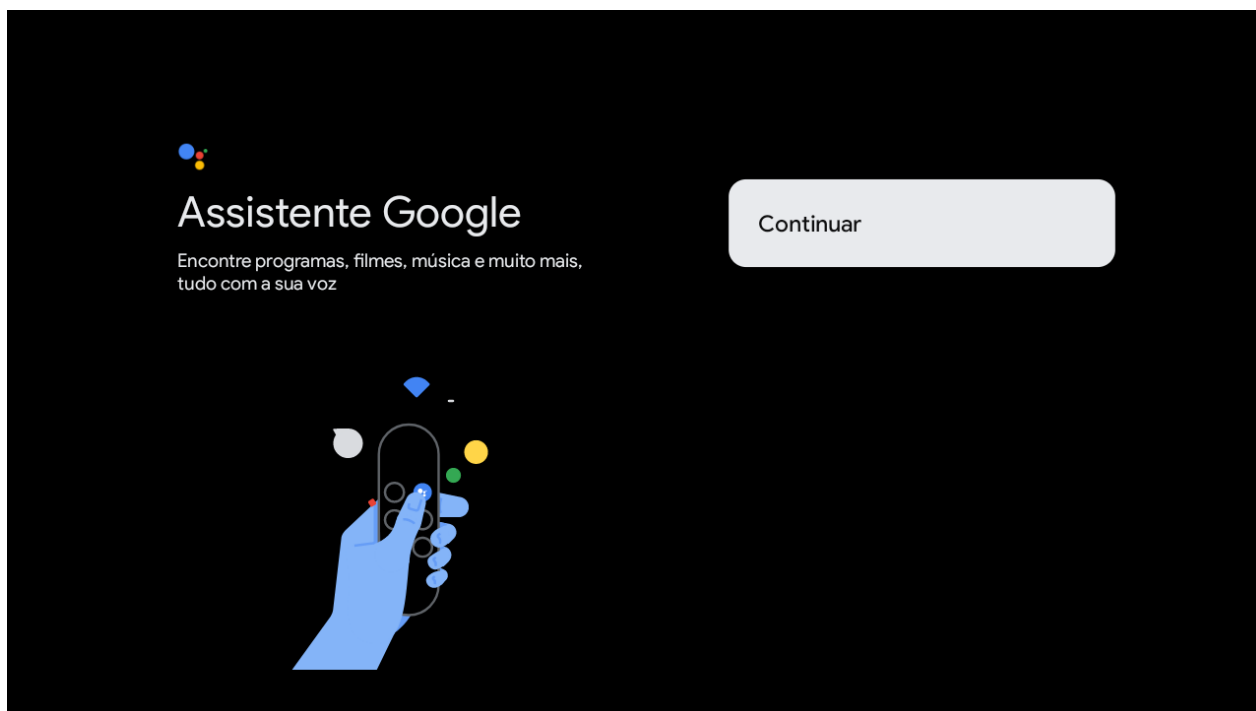 Assistente Google
Encontre programas, filmes, música e muito mais,
tudo com a sua voz
Continuar